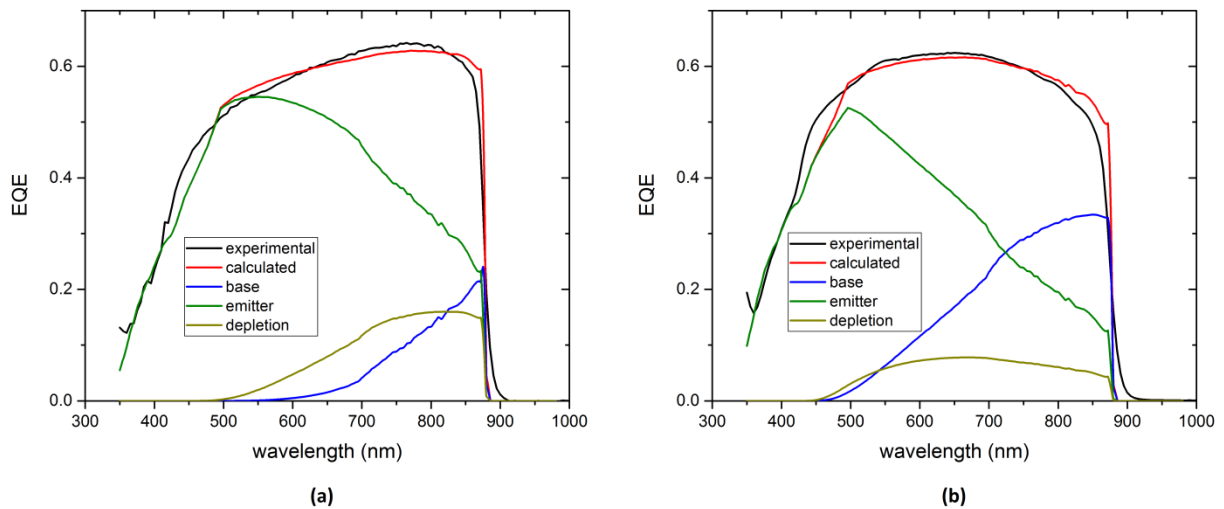 EQE
0.6
0.4
0.2
0.0
experimental
calculated
base
emitter
depletion
300 400 500 600 700 800 900 1000
wavelength (nm)
(a)
EQE
0.6
0.4
0.2
0.0
experimental
calculated
base
emitter
depletion
300 400 500 600 700 800 900 1000
wavelength (nm)
(b)